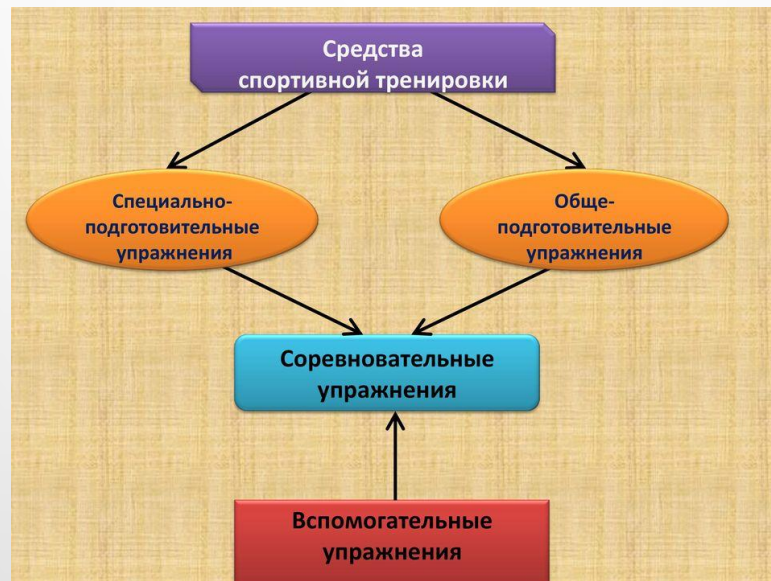 Средства
спортивной тренировки
Специально-
подготовительные
упражнения
Обще-
подготовительные
упражнения
Соревновательные
упражнения
Вспомогательные
упражнения